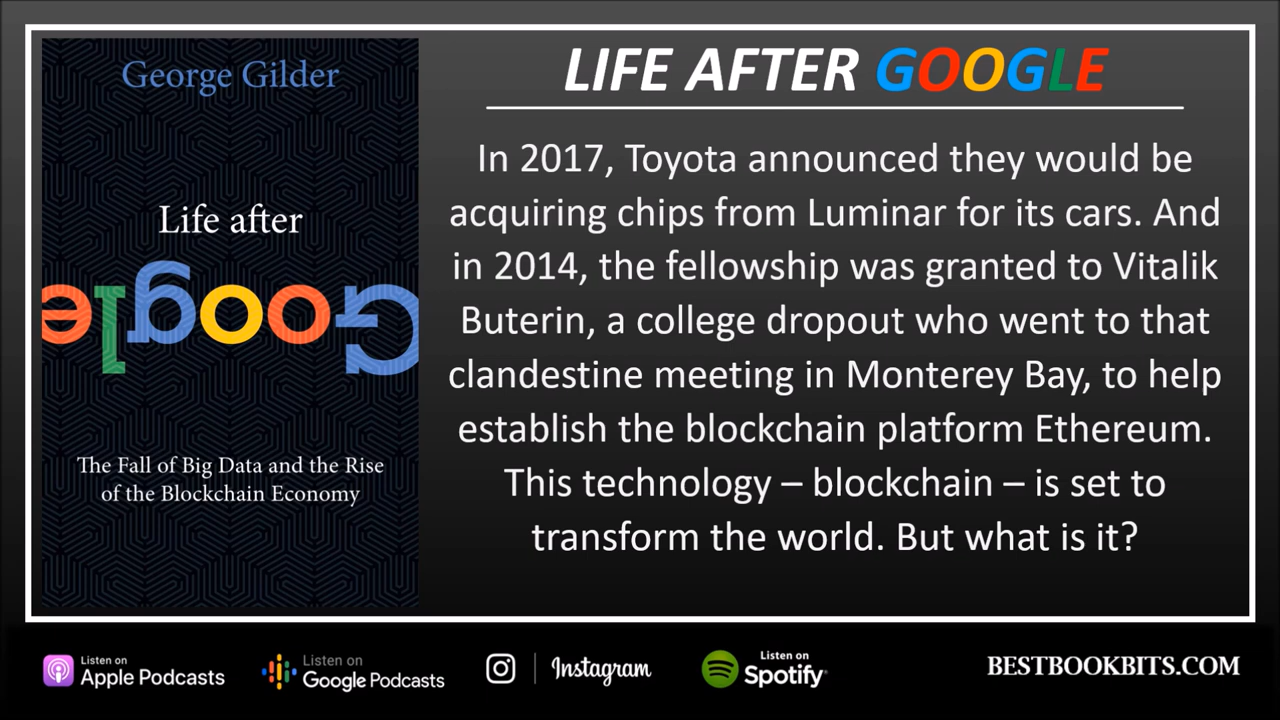 George Gilder
Life after
Google
The Fall of Big Data and the Rise
of the Blockchain Economy
LIFE AFTER GOOGLE
In 2017, Toyota announced they would be
acquiring chips from Luminar for its cars. And
in 2014, the fellowship was granted to Vitalik
Buterin, a college dropout who went to that
clandestine meeting in Monterey Bay, to help
establish the blockchain platform Ethereum.
This technology – blockchain – is set to
transform the world. But what is it?
Listen on
Apple Podcasts
Listen on
Google Podcasts
Instagram
Listen on
Spotify
BESTBOOKBITS.COM